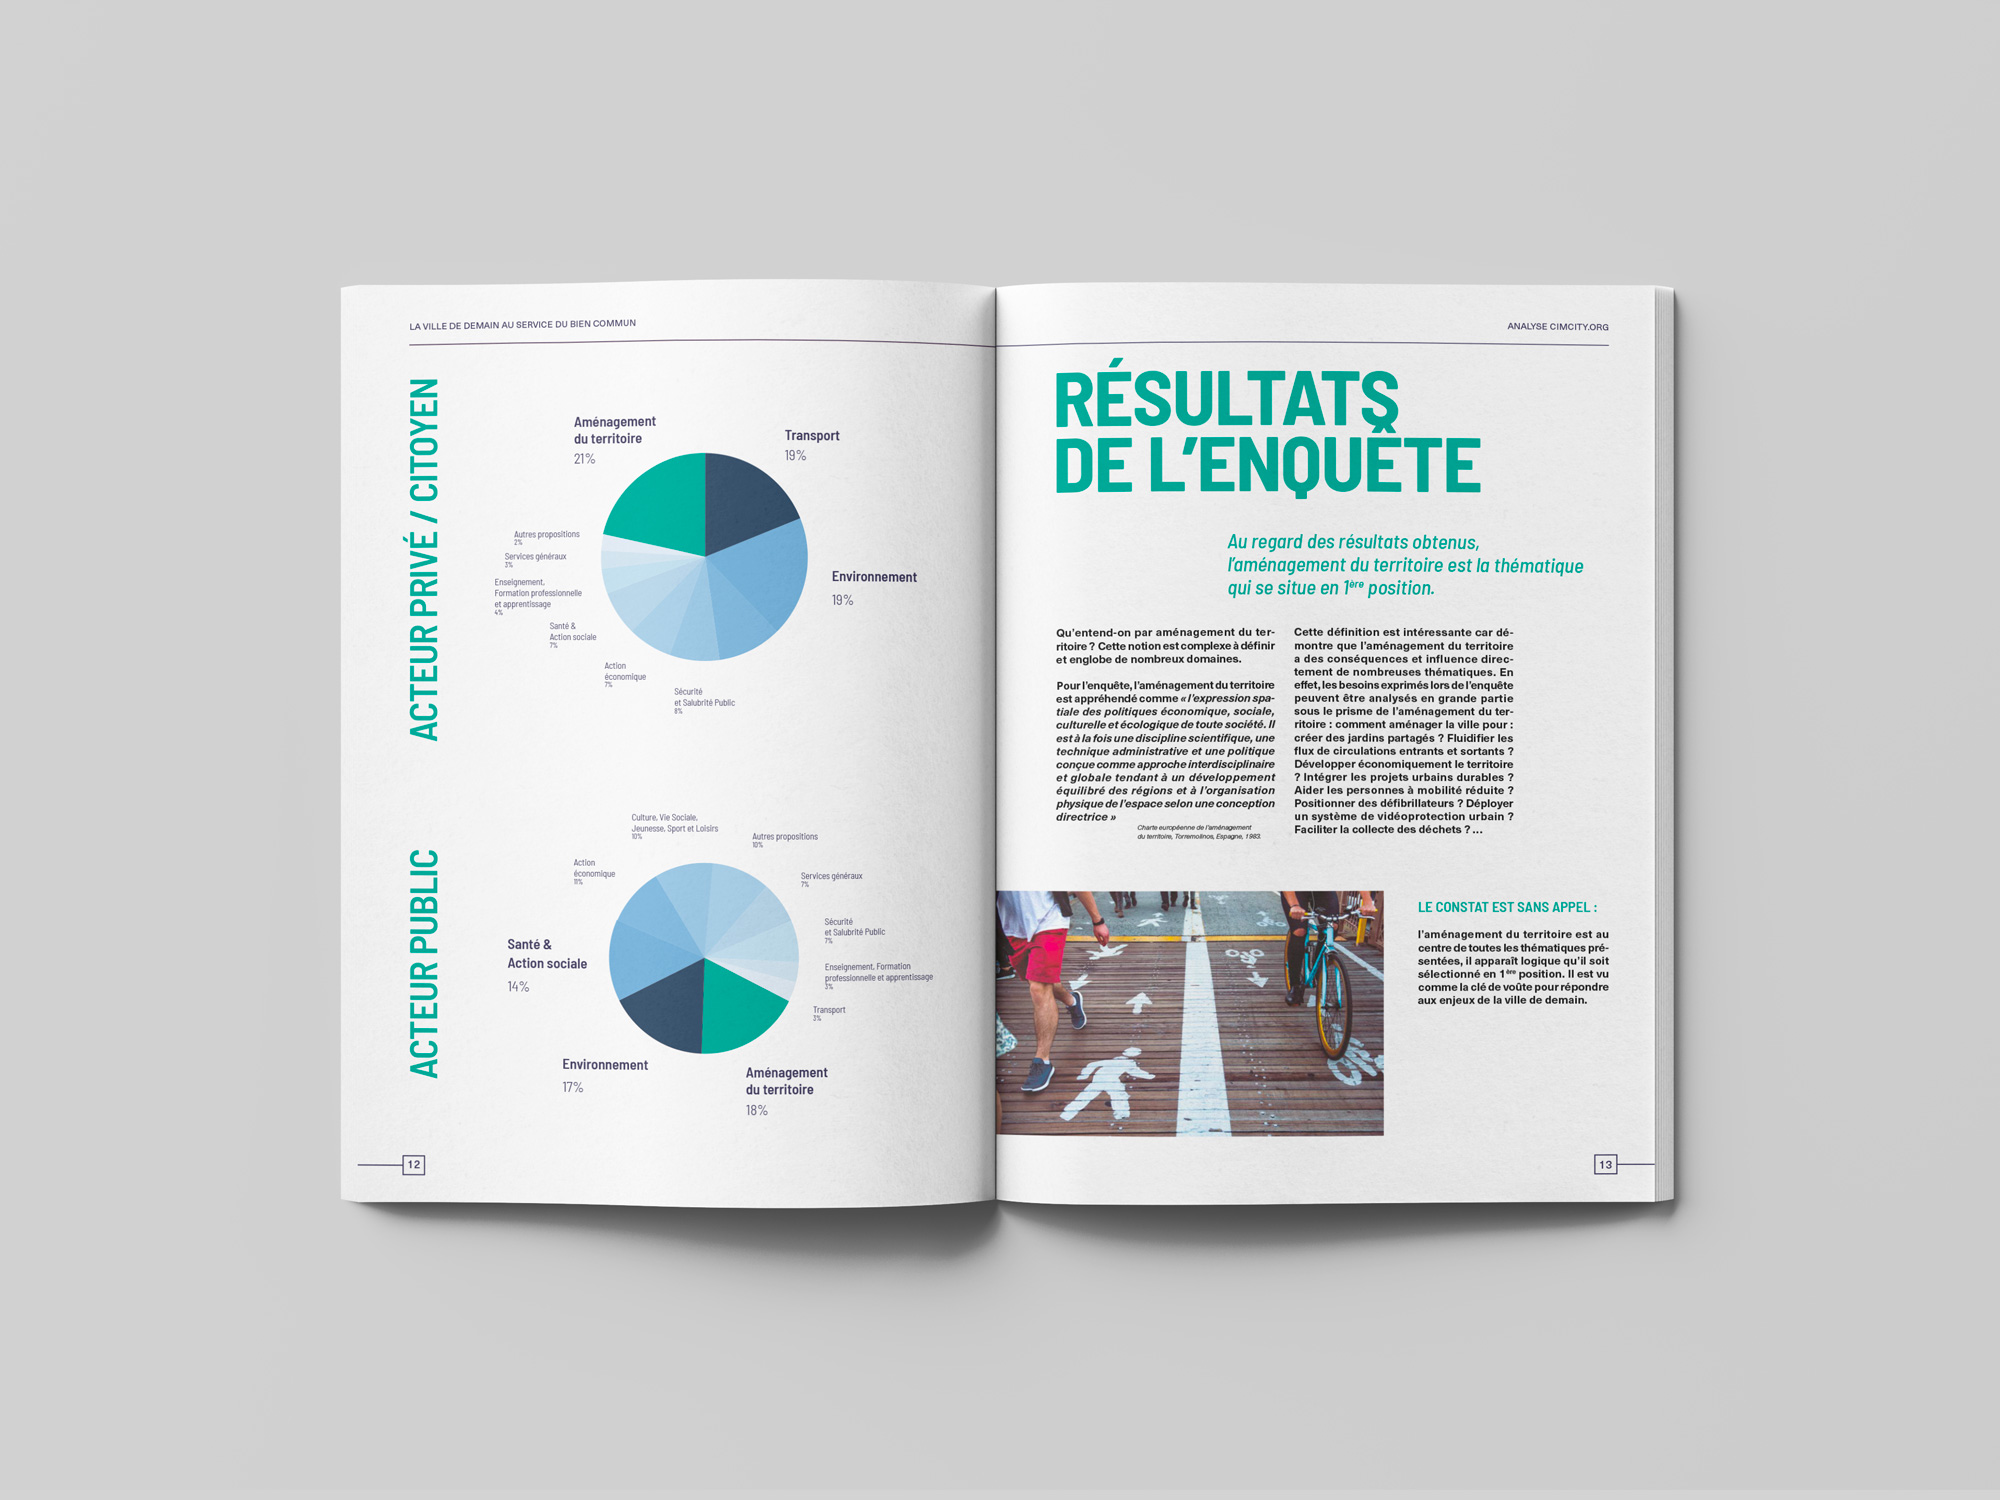 LA VILLE DE DEMAIN AU SERVICE DU BIEN COMMUN
ACTEUR PRIVÉ / CITOYEN
Aménagement
du territoire
21%
Transport
19%
Environnement
19%
Autres propositions
2%
Services généraux
3%
Enseignement,
Formation professionnelle
et apprentissage
4%
Santé &
Action sociale
7%
Action
économique
7%
Sécurité
et Salubrité Public
8%
ACTEUR PUBLIC
Culture, Vie Sociale,
Jeunesse, Sport et Loisirs
10%
Autres propositions
10%
Action
économique
11%
Services généraux
7%
Sécurité
et Salubrité Public
7%
Santé &
Action sociale
14%
Enseignement, Formation
professionnelle et apprentissage
3%
Transport
3%
Environnement
17%
Aménagement
du territoire
18%
12
ANALYSE CIMCITY.ORG
RÉSULTATS
DE L'ENQUÊTE
Au regard des résultats obtenus,
l'aménagement du territoire est la thématique
qui se situe en 1ère position.
Qu'entend-on par aménagement du ter-
ritoire ? Cette notion est complexe à définir
et englobe de nombreux domaines.
Pour l'enquête, l'aménagement du territoire
est appréhendé comme « l'expression spa-
tiale des politiques économique, sociale,
culturelle et écologique de toute société. Il
est à la fois une discipline scientifique, une
technique administrative et une politique
conçue comme approche interdisciplinaire
et globale tendant à un développement
équilibré des régions et à l'organisation
physique de l'espace selon une conception
directrice »
Charte européenne de l'aménagement
du territoire, Torremolinos, Espagne, 1983.
Cette définition est intéressante car dé-
montre que l'aménagement du territoire
a des conséquences et influence direc-
tement de nombreuses thématiques. En
effet, les besoins exprimés lors de l'enquête
peuvent être analysés en grande partie
sous le prisme de l'aménagement du ter-
ritoire : comment aménager la ville pour :
créer des jardins partagés ? Fluidifier les
flux de circulations entrants et sortants ?
Développer économiquement le territoire
? Intégrer les projets urbains durables ?
Aider les personnes à mobilité réduite ?
Positionner des défibrillateurs ? Déployer
un système de vidéoprotection urbain ?
Faciliter la collecte des déchets ? ...
LE CONSTAT EST SANS APPEL :
l'aménagement du territoire est au
centre de toutes les thématiques pré-
sentées, il apparaît logique qu'il soit
sélectionné en 1ère position. Il est vu
comme la clé de voûte pour répondre
aux enjeux de la ville de demain.
13